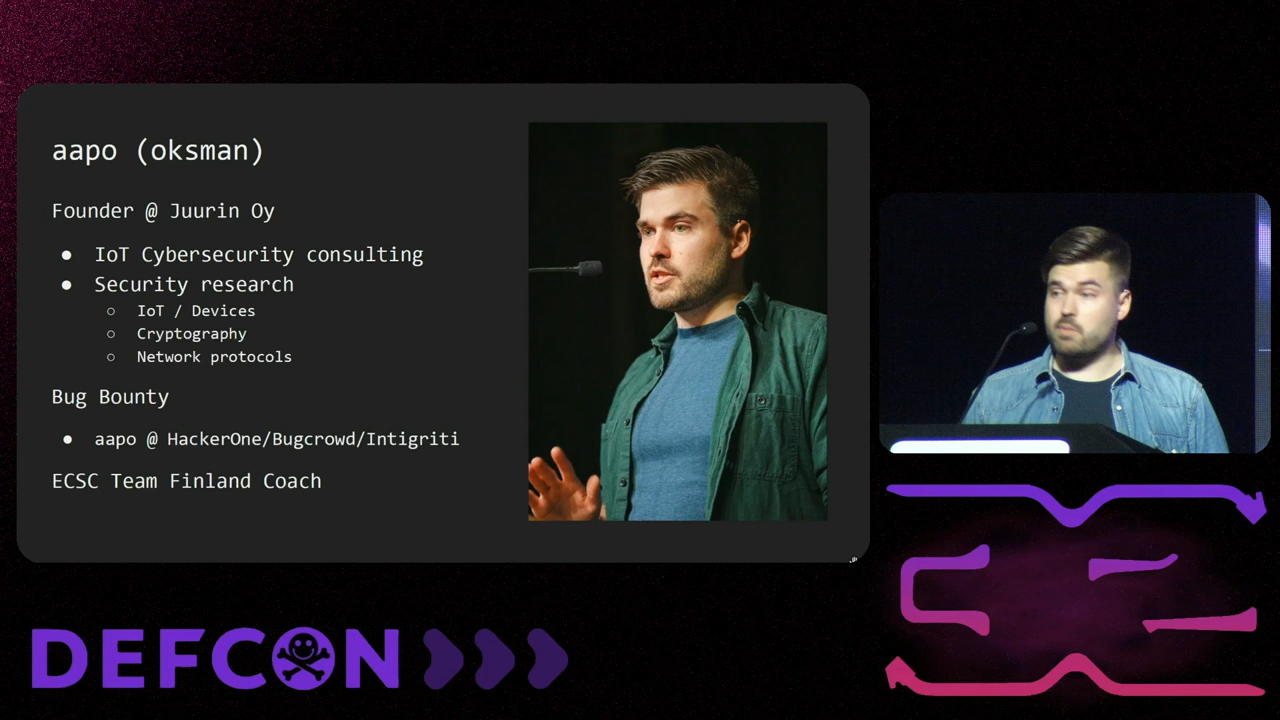 aapo (oksman)
Founder @ Juurin Oy
● IoT Cybersecurity consulting
● Security research
○ IoT / Devices
○ Cryptography
○ Network protocols
Bug Bounty
● aapo @ HackerOne/Bugcrowd/Intigriti
ECSC Team Finland Coach
DEFCON